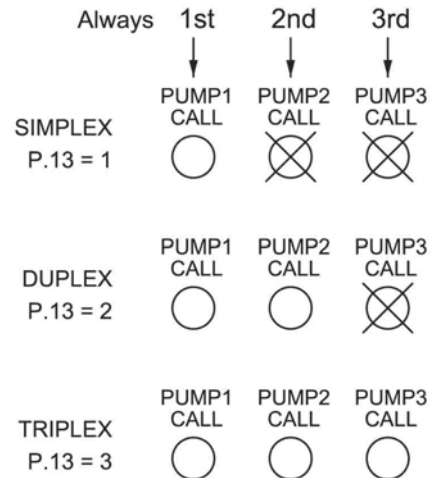 Always 1st 2nd 3rd
PUMP1 PUMP2 PUMP3
SIMPLEX CALL CALL CALL
P.13 = 1
PUMP1 PUMP2 PUMP3
DUPLEX CALL CALL CALL
P.13 = 2
PUMP1 PUMP2 PUMP3
TRIPLEX CALL CALL CALL
P.13 = 3